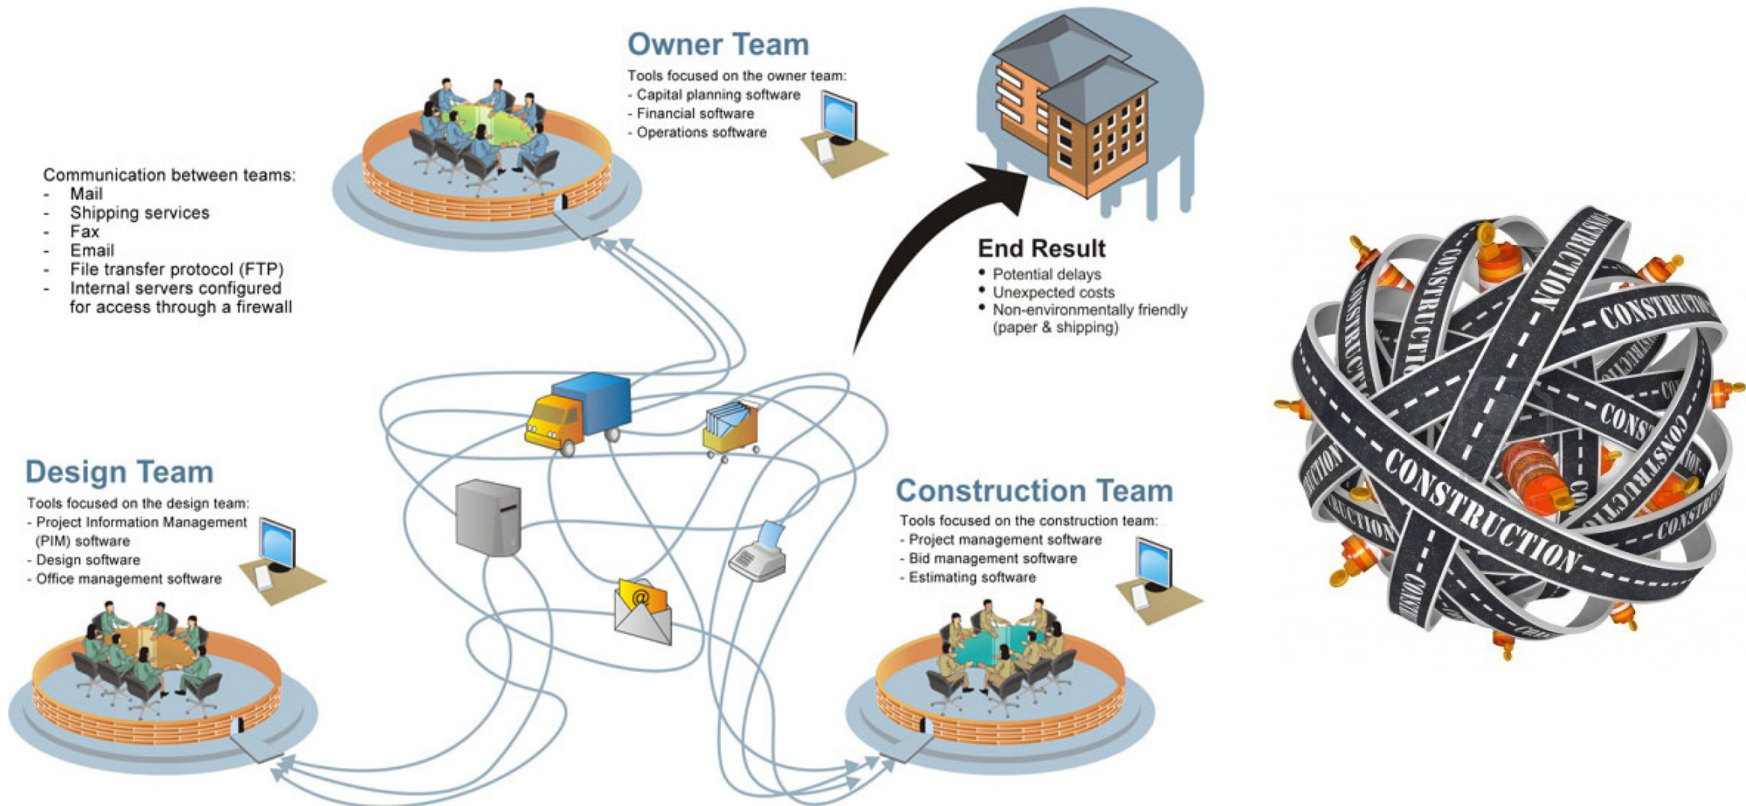 Owner Team
Tools focused on the owner team:
- Capital planning software
- Financial software
- Operations software
Communication between teams:
- Mail
- Shipping services
- Fax
- Email
- File transfer protocol (FTP)
- Internal servers configured
for access through a firewall
End Result
• Potential delays
• Unexpected costs
• Non-environmentally friendly
(paper & shipping)
Design Team
Tools focused on the design team:
- Project Information Management
(PIM) software
- Design software
- Office management software
@
Construction Team
Tools focused on the construction team:
- Project management software
- Bid management software
- Estimating software
CONSTRUCTION
CONSTRUCTION
CONSTRUCTION